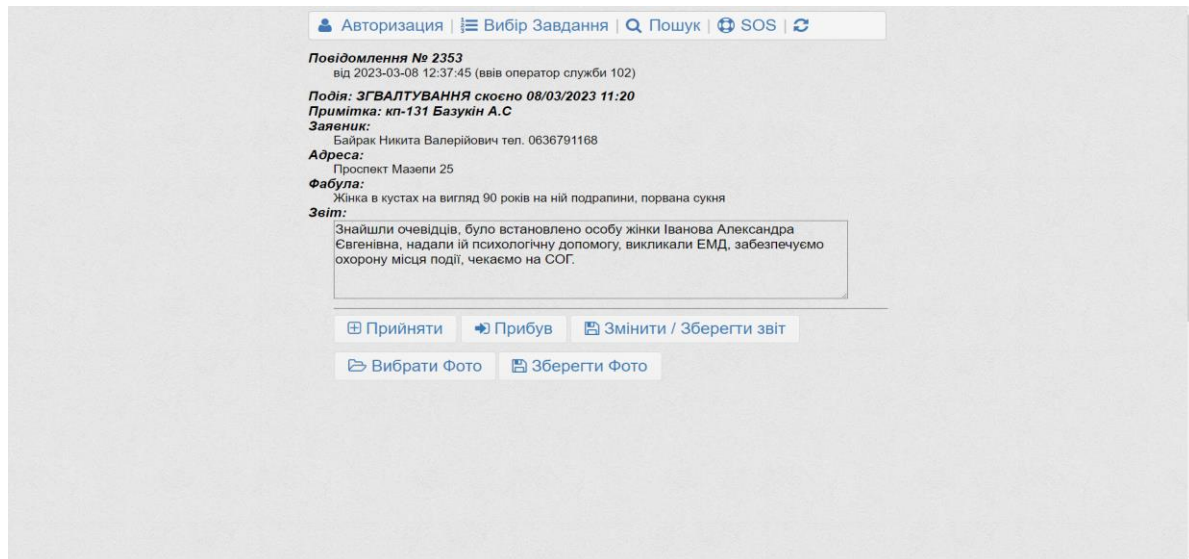 Авторизация | Вибір Завдання | Пошук | SOS |
Повідомлення № 2353
від 2023-03-08 12:37:45 (ввів оператор служби 102)
Подія: ЗГВАЛТУВАННЯ скоєно 08/03/2023 11:20
Примітка: кп-131 Базукін А.С
Заявник:
Байрак Никита Валерійович тел. 0636791168
Адреса:
Проспект Мазепи 25
Фабула:
Жінка в кустах на вигляд 90 років на ній подрапини, порвана сукня
Звіт:
Знайшли очевідців, було встановлено особу жінки Іванова Александра
Євгенівна, надали ій психологічну допомогу, викликали ЕМД, забезпечуємо
охорону місця події, чекаємо на СОГ.
Прийняти Прибув Змінити / Зберегти звіт
Вибрати Фото Зберегти Фото